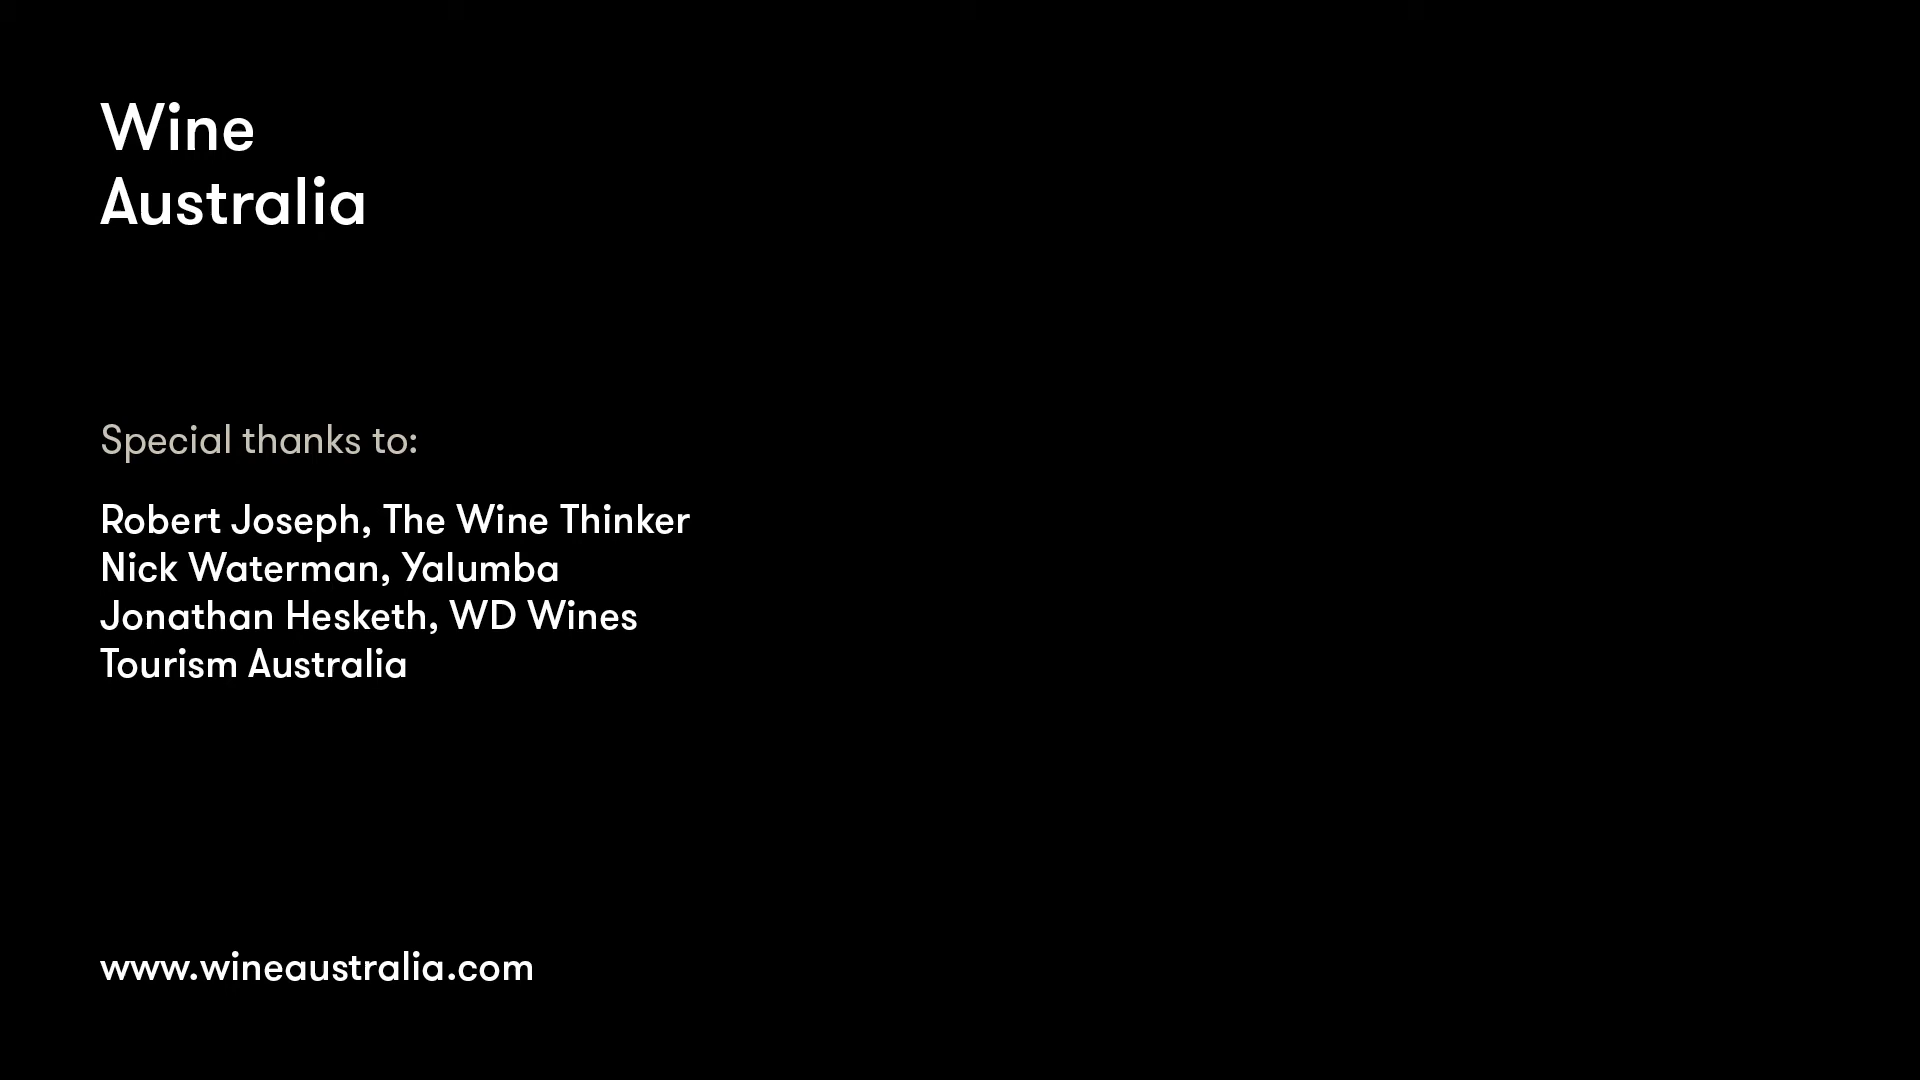 Wine
Australia
Special thanks to:
Robert Joseph, The Wine Thinker
Nick Waterman, Yalumba
Jonathan Hesketh, WD Wines
Tourism Australia
www.wineaustralia.com